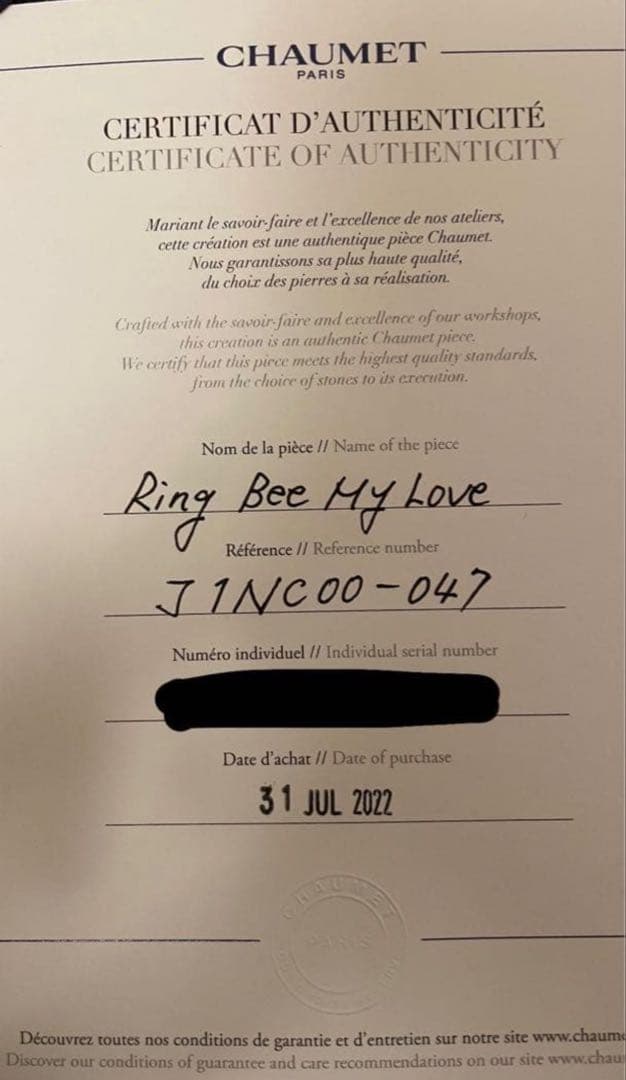 CHAUMET
PARIS
CERTIFICAT D'AUTHENTICITÉ
CERTIFICATE OF AUTHENTICITY
Mariant le savoir-faire et l'excellence de nos ateliers,
cette création est une authentique pièce Chaumet.
Nous garantissons sa plus haute qualité,
du choix des pierres à sa réalisation.
Crafted with the savoir-faire and excellence of our workshops,
this creation is an authentic Chaumet piece.
We certify that this piece meets the highest quality standards,
from the choice of stones to its execution.
Nom de la pièce // Name of the piece
Ring Bee My Love
Référence // Reference number
J1NC00-047
Numéro individuel // Individual serial number
Date d'achat // Date of purchase
31 JUL 2022
CHAUMET
PARIS
Découvrez toutes nos conditions de garantie et d'entretien sur notre site www.chaume
Discover our conditions of guarantee and care recommendations on our site www.chau